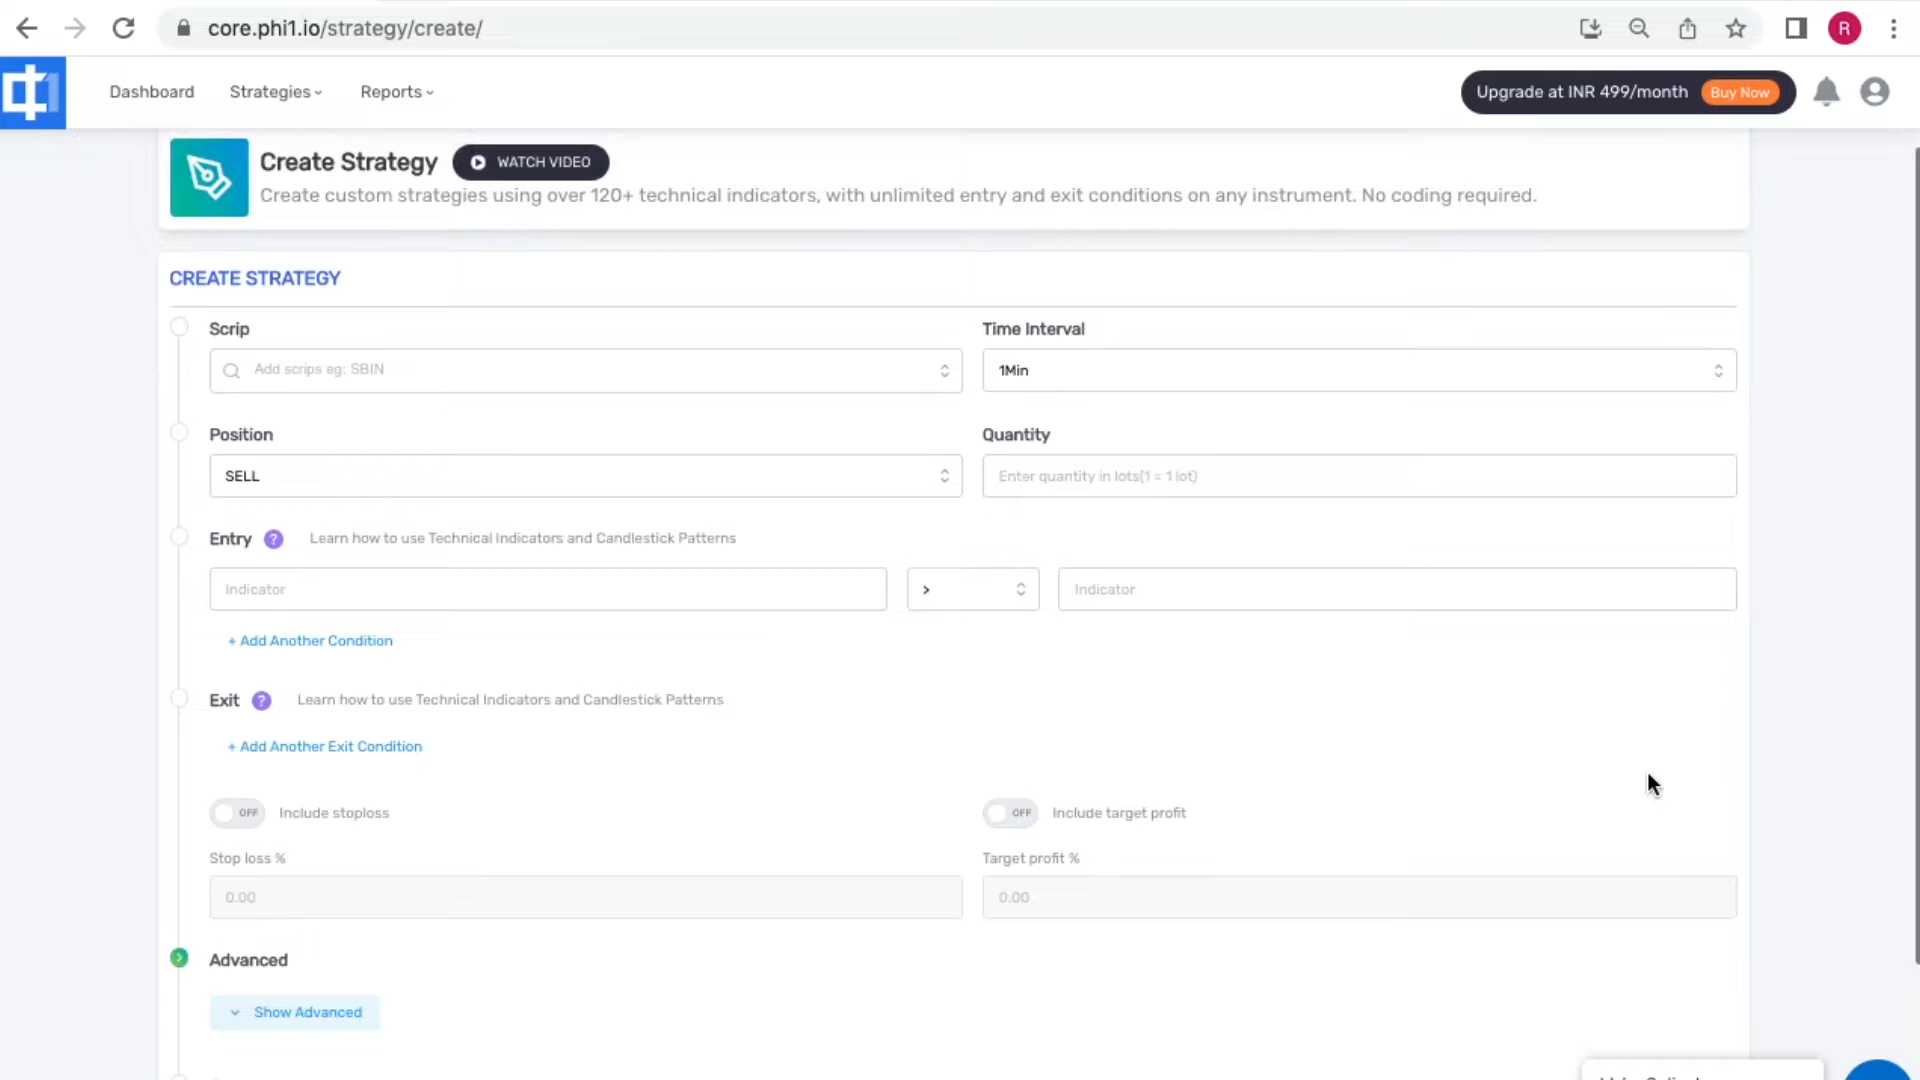 core.phi1.io/strategy/create/
R
Dashboard
Strategies
Reports
Upgrade at INR 499/month
Buy Now
Create Strategy
WATCH VIDEO
Create custom strategies using over 120+ technical indicators, with unlimited entry and exit conditions on any instrument. No coding required.
CREATE STRATEGY
Scrip
Time Interval
Add scrips eg: SBIN
1Min
Position
Quantity
SELL
Enter quantity in lots(1 = 1 lot)
Entry ?
Learn how to use Technical Indicators and Candlestick Patterns
Indicator
>
Indicator
+ Add Another Condition
Exit ?
Learn how to use Technical Indicators and Candlestick Patterns
+ Add Another Exit Condition
OFF
Include stoploss
OFF
Include target profit
Stop loss %
Target profit %
0.00
0.00
Advanced
Show Advanced